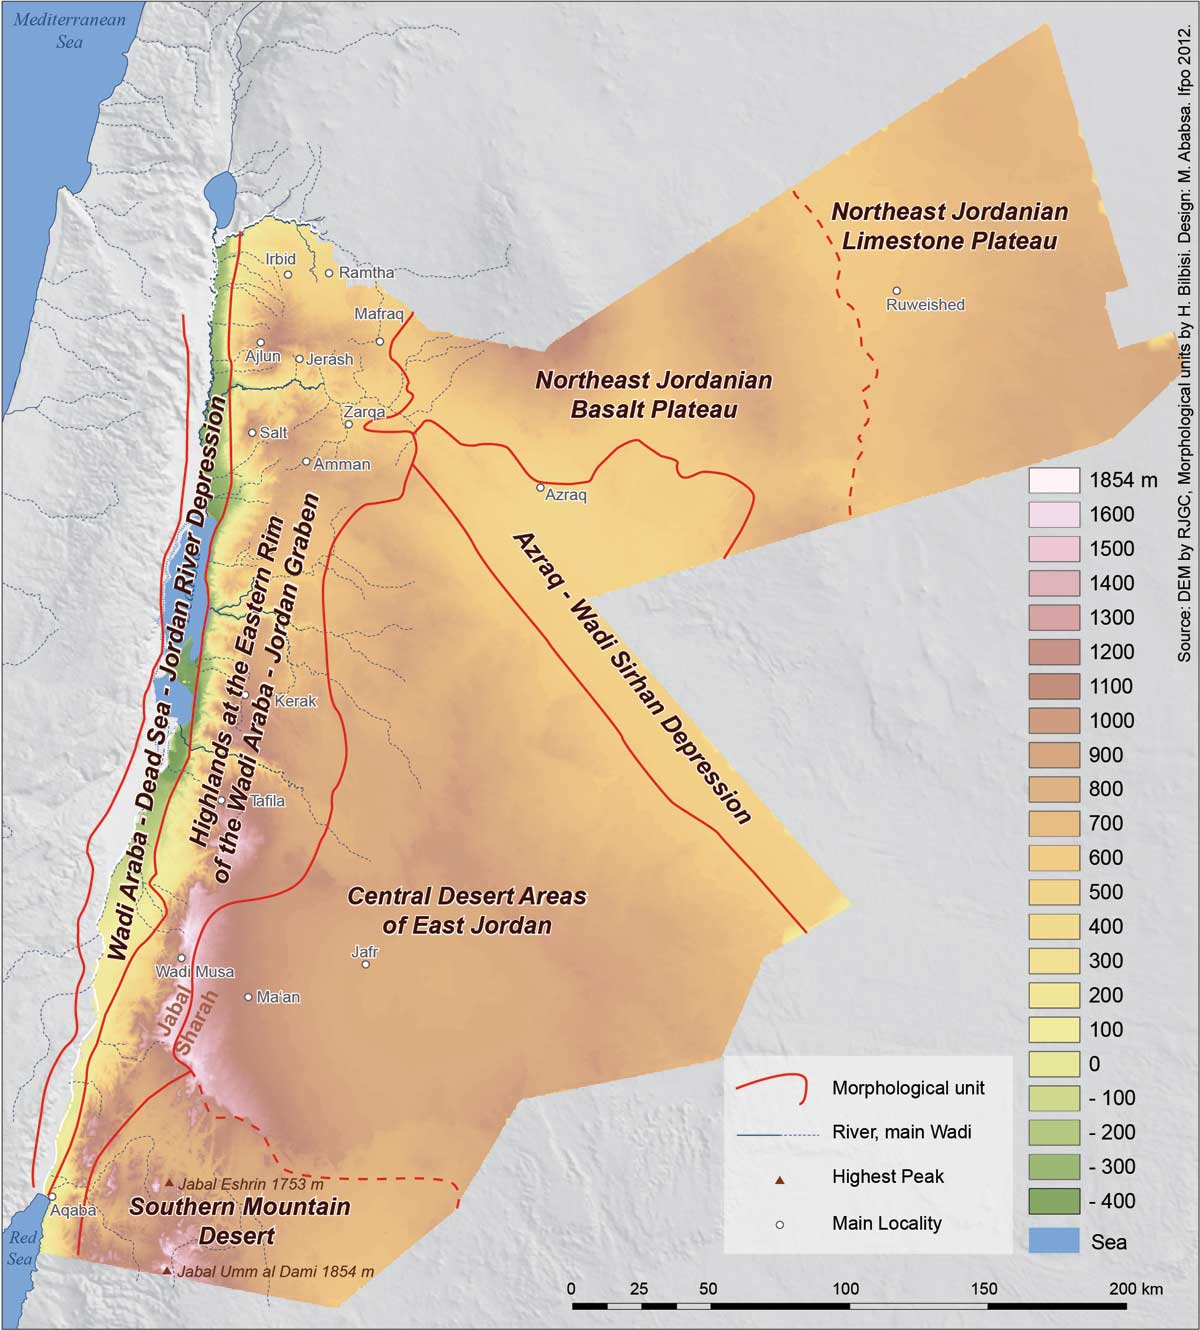 Mediterranean
Sea
Source: DEM by RJGC, Morphological units by H. Bilbisi. Design: M. Ababsa. Ifpo 2012.
Northeast Jordanian
Limestone Plateau
Ruweished
Irbid
Ramtha
Mafraq
Ajlun
Jerash
Northeast Jordanian
Basalt Plateau
Zarqa
Salt
Amman
Azraq
Wadi Araba - Dead Sea - Jordan River Depression
Highlands at the Eastern Rim
of the Wadi Araba - Jordan Graben
Azraq - Wadi Sirhan Depression
Kerak
Tafila
Central Desert Areas
of East Jordan
Jafr
Wadi Musa
Ma'an
Jabal
Sharah
Jabal Eshrin 1753 m
Southern Mountain
Desert
Aqaba
Red
Sea
Jabal Umm al Dami 1854 m
1854 m
1600
1500
1400
1300
1200
1100
1000
900
800
700
600
500
400
300
200
100
0
- 100
- 200
- 300
- 400
Sea
Morphological unit
River, main Wadi
Highest Peak
Main Locality
0 25 50 100 150 200 km